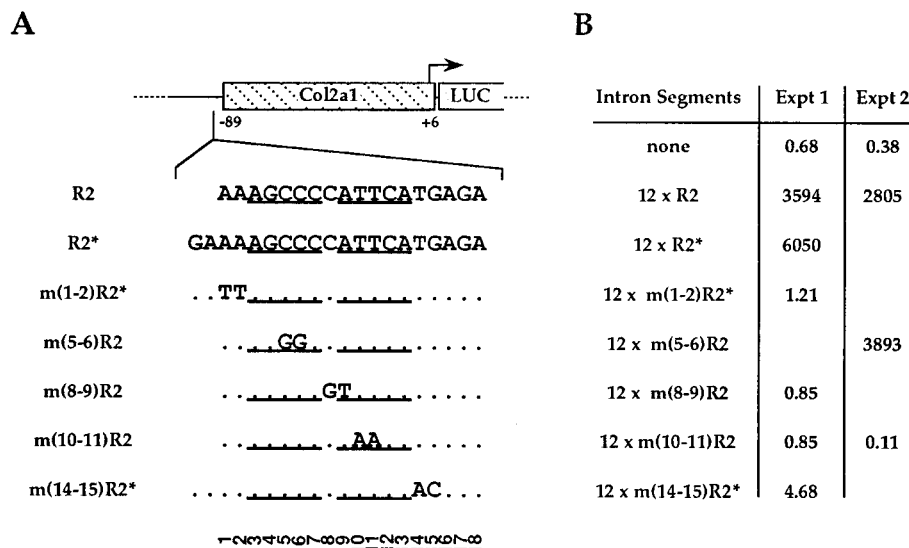 A
Col2a1
LUC
-89
+6
R2 AAAGCCCCATTCATGAGA
R2* GAAAAGCCCCATTCATGAGA
m(1-2)R2* ..TT................
m(5-6)R2 ....GG............
m(8-9)R2 .......GT.........
m(10-11)R2 .........AA.......
m(14-15)R2* ...............AC...
123456789012345678
B
Intron Segments Expt 1 Expt 2
none 0.68 0.38
12 x R2 3594 2805
12 x R2* 6050
12 x m(1-2)R2* 1.21
12 x m(5-6)R2 3893
12 x m(8-9)R2 0.85
12 x m(10-11)R2 0.85 0.11
12 x m(14-15)R2* 4.68